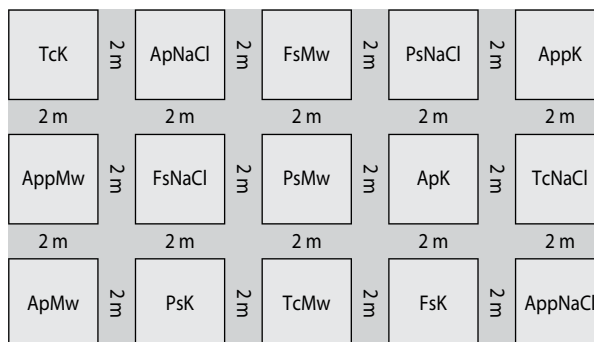 TcK 2 m ApNaCl 2 m FsMw 2 m PsNaCl 2 m AppK
2 m 2 m 2 m 2 m 2 m
AppMw 2 m FsNaCl 2 m PsMw 2 m ApK 2 m TcNaCl
2 m 2 m 2 m 2 m 2 m
ApMw 2 m PsK 2 m TcMw 2 m FsK 2 m AppNaCl